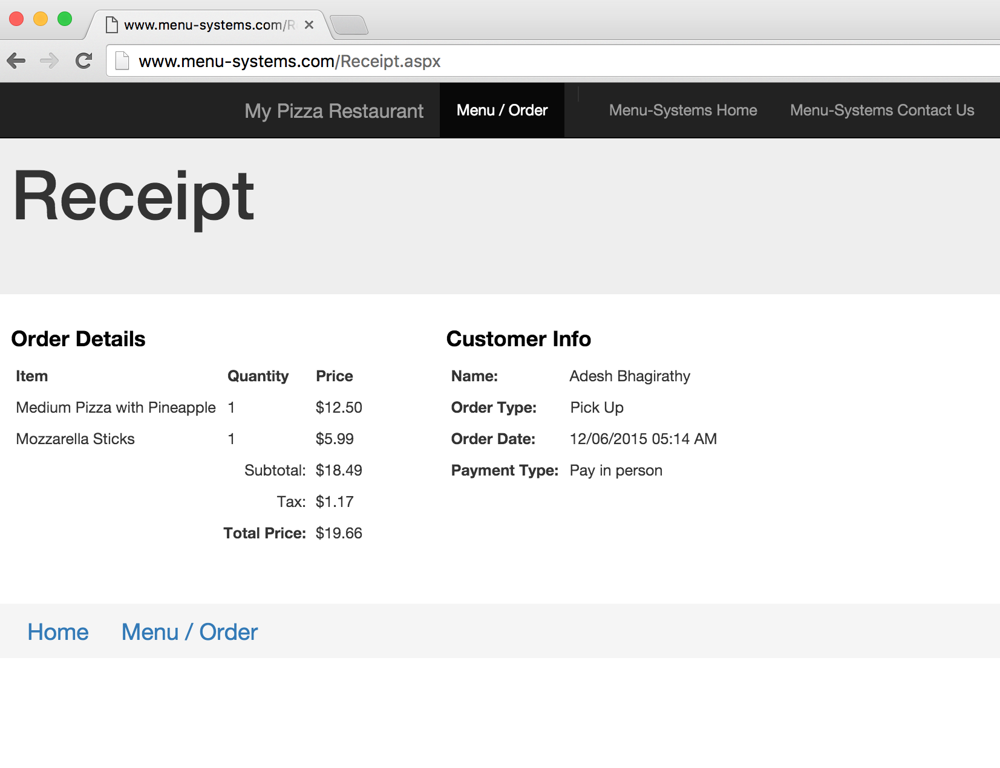 www.menu-systems.com/R
www.menu-systems.com/Receipt.aspx
My Pizza Restaurant Menu / Order Menu-Systems Home Menu-Systems Contact Us
Receipt
Order Details
Item Quantity Price
Medium Pizza with Pineapple 1 $12.50
Mozzarella Sticks 1 $5.99
Subtotal: $18.49
Tax: $1.17
Total Price: $19.66
Customer Info
Name: Adesh Bhagirathy
Order Type: Pick Up
Order Date: 12/06/2015 05:14 AM
Payment Type: Pay in person
Home Menu / Order